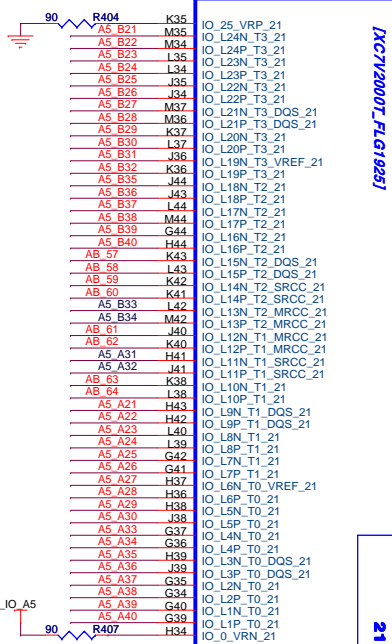 90 R404 K35 IO_25_VRP_21
A5_B21 M35 IO_L24N_T3_21
A5_B22 M34 IO_L24P_T3_21
A5_B23 L35 IO_L23N_T3_21
A5_B24 L34 IO_L23P_T3_21
A5_B25 J35 IO_L22N_T3_21
A5_B26 J34 IO_L22P_T3_21
A5_B27 M37 IO_L21N_T3_DQS_21
A5_B28 M36 IO_L21P_T3_DQS_21
A5_B29 K37 IO_L20N_T3_21
A5_B30 L37 IO_L20P_T3_21
A5_B31 J36 IO_L19N_T3_VREF_21
A5_B32 K36 IO_L19P_T3_21
A5_B35 J44 IO_L18N_T2_21
A5_B36 J43 IO_L18P_T2_21
A5_B37 L44 IO_L17N_T2_21
A5_B38 M44 IO_L17P_T2_21
A5_B39 G44 IO_L16N_T2_21
A5_B40 H44 IO_L16P_T2_21
AB_57 K43 IO_L15N_T2_DQS_21
AB_58 L43 IO_L15P_T2_DQS_21
AB_59 K42 IO_L14N_T2_SRCC_21
AB_60 K41 IO_L14P_T2_SRCC_21
A5_B33 L42 IO_L13N_T2_MRCC_21
A5_B34 M42 IO_L13P_T2_MRCC_21
AB_61 J40 IO_L12N_T1_MRCC_21
AB_62 K40 IO_L12P_T1_MRCC_21
A5_A31 H41 IO_L11N_T1_SRCC_21
A5_A32 J41 IO_L11P_T1_SRCC_21
AB_63 K38 IO_L10N_T1_21
AB_64 L38 IO_L10P_T1_21
A5_A21 H43 IO_L9N_T1_DQS_21
A5_A22 H42 IO_L9P_T1_DQS_21
A5_A23 L40 IO_L8N_T1_21
A5_A24 L39 IO_L8P_T1_21
A5_A25 G42 IO_L7N_T1_21
A5_A26 G41 IO_L7P_T1_21
A5_A27 H37 IO_L6N_T0_VREF_21
A5_A28 H36 IO_L6P_T0_21
A5_A29 H38 IO_L5N_T0_21
A5_A30 J38 IO_L5P_T0_21
A5_A33 G37 IO_L4N_T0_21
A5_A34 G36 IO_L4P_T0_21
A5_A35 H39 IO_L3N_T0_DQS_21
A5_A36 J39 IO_L3P_T0_DQS_21
A5_A37 G35 IO_L2N_T0_21
A5_A38 G34 IO_L2P_T0_21
A5_A39 G40 IO_L1N_T0_21
A5_A40 G39 IO_L1P_T0_21
_IO_A5
90 R407 H34 IO_0_VRN_21
[XC7V2000T_FLG1925]
21